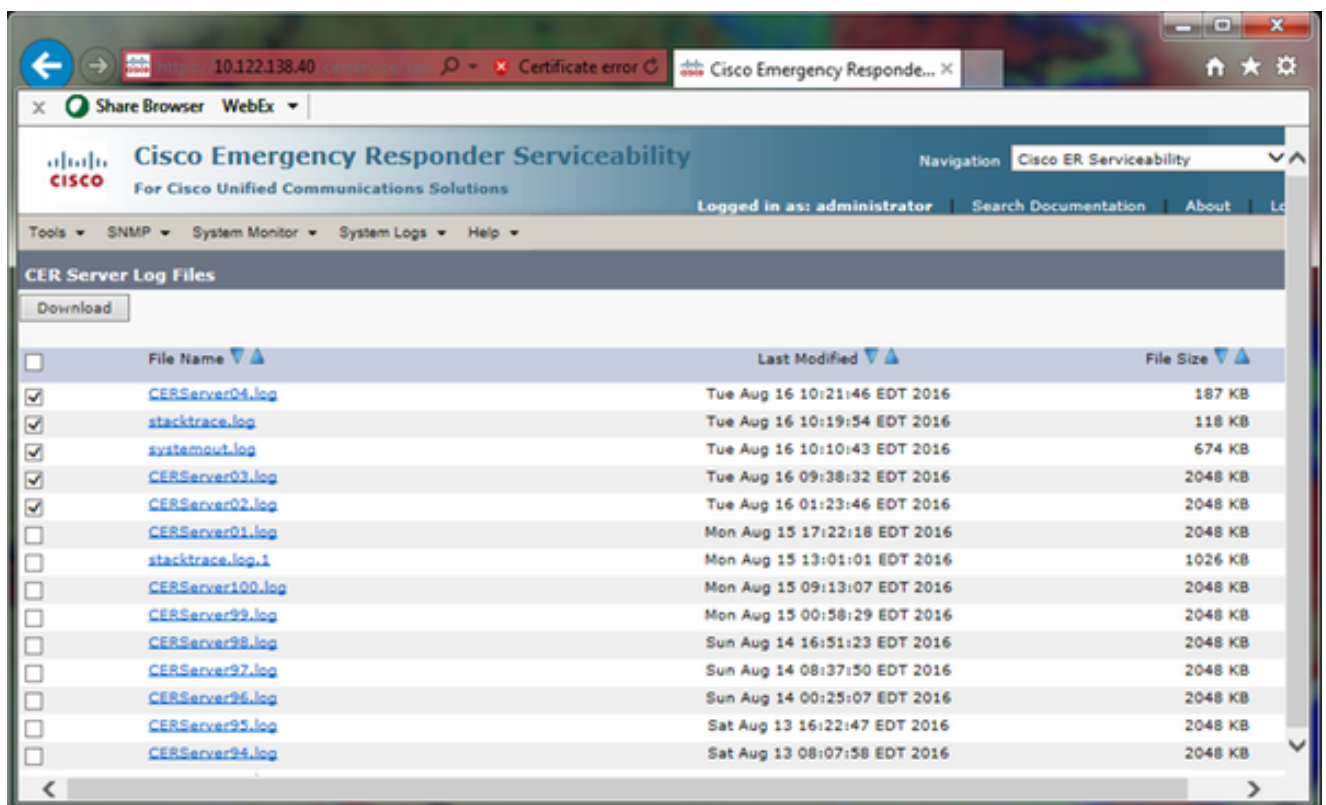 https://10.122.138.40 Certificate error Cisco Emergency Responde...
x Share Browser WebEx
CISCO
Cisco Emergency Responder Serviceability
For Cisco Unified Communications Solutions
Navigation Cisco ER Serviceability
Logged in as: administrator | Search Documentation | About | Lo
Tools SNMP System Monitor System Logs Help
CER Server Log Files
Download
File Name Last Modified File Size
CERServer04.log Tue Aug 16 10:21:46 EDT 2016 187 KB
stacktrace.log Tue Aug 16 10:19:54 EDT 2016 118 KB
systemout.log Tue Aug 16 10:10:43 EDT 2016 674 KB
CERServer03.log Tue Aug 16 09:38:32 EDT 2016 2048 KB
CERServer02.log Tue Aug 16 01:23:46 EDT 2016 2048 KB
CERServer01.log Mon Aug 15 17:22:18 EDT 2016 2048 KB
stacktrace.log.1 Mon Aug 15 13:01:01 EDT 2016 1026 KB
CERServer100.log Mon Aug 15 09:13:07 EDT 2016 2048 KB
CERServer99.log Mon Aug 15 00:58:29 EDT 2016 2048 KB
CERServer98.log Sun Aug 14 16:51:23 EDT 2016 2048 KB
CERServer97.log Sun Aug 14 08:37:50 EDT 2016 2048 KB
CERServer96.log Sun Aug 14 00:25:07 EDT 2016 2048 KB
CERServer95.log Sat Aug 13 16:22:47 EDT 2016 2048 KB
CERServer94.log Sat Aug 13 08:07:58 EDT 2016 2048 KB